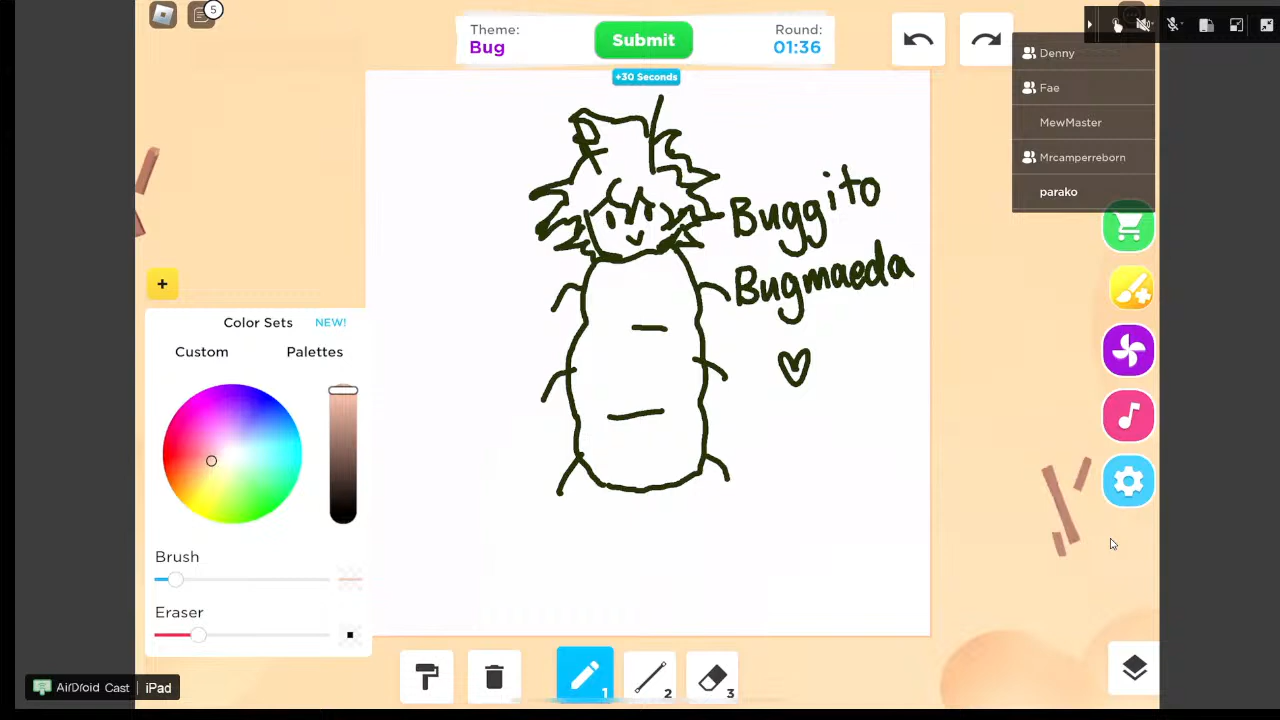 5
Theme:
Bug
Submit
Round:
01:36
+30 Seconds
Denny
Fae
MewMaster
Mrcamperreborn
parako
Buggito
Bugmaeda
+
Color Sets NEW!
Custom Palettes
Brush
Eraser
1
2
3
AirDroid Cast | iPad